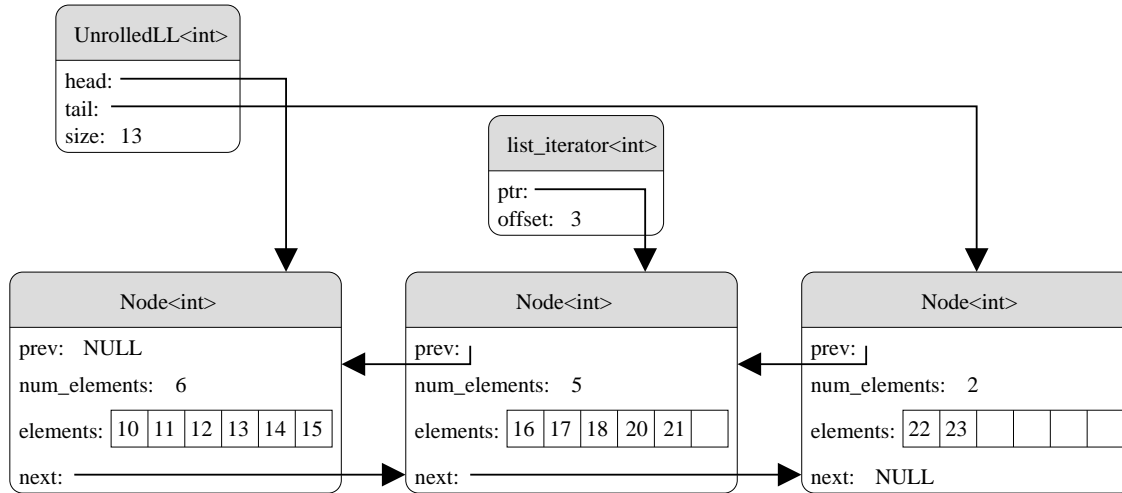 UnrolledLL<int>
head:
tail:
size: 13
list_iterator<int>
ptr:
offset: 3
Node<int>
prev: NULL
num_elements: 6
elements: 10 11 12 13 14 15
next:
Node<int>
prev:
num_elements: 5
elements: 16 17 18 20 21
next:
Node<int>
prev:
num_elements: 2
elements: 22 23
next: NULL